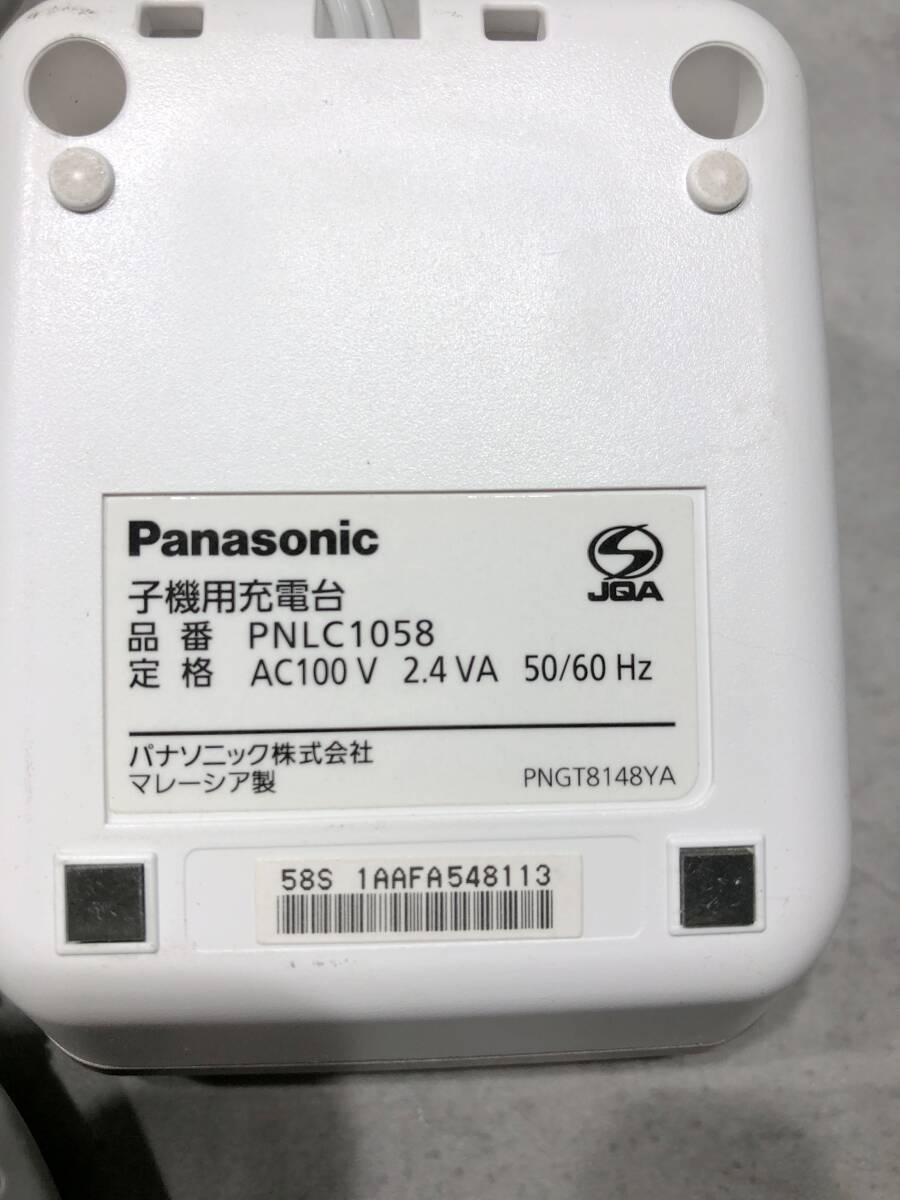 Panasonic
JQA
子機用充電台
品番 PNLC1058
定格 AC100 V 2.4 VA 50/60 Hz
パナソニック株式会社
マレーシア製
PNGT8148YA
58S 1AAFA548113